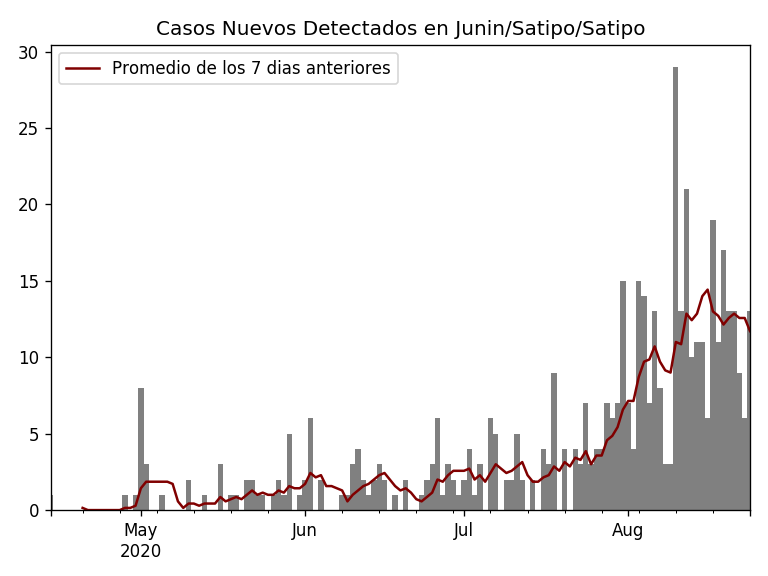 Casos Nuevos Detectados en Junin/Satipo/Satipo
Promedio de los 7 dias anteriores
30
25
20
15
10
5
0
May
2020
Jun
Jul
Aug